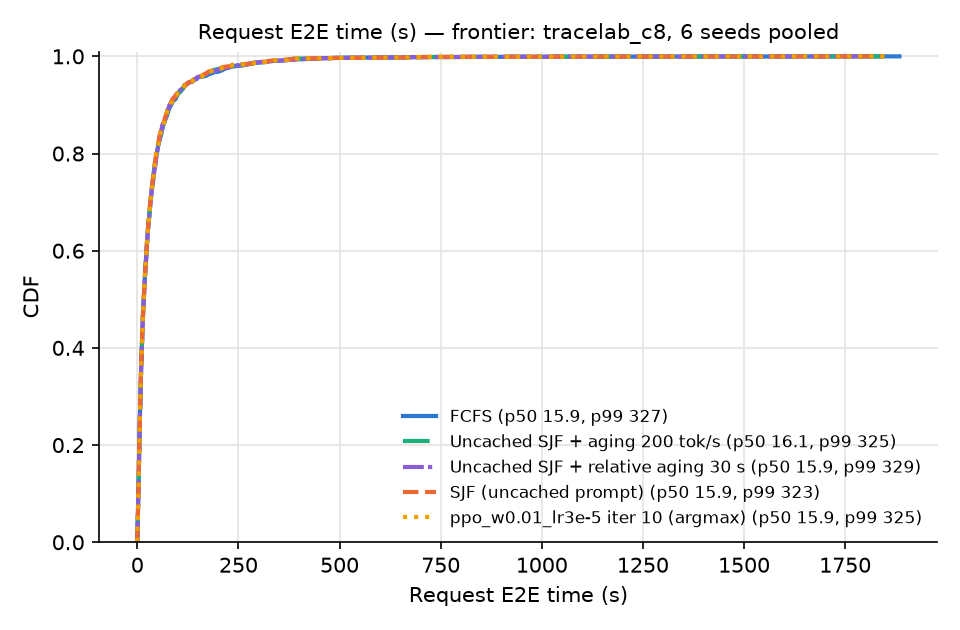 Request E2E time (s) — frontier: tracelab_c8, 6 seeds pooled
1.0
0.8
0.6
0.4
0.2
0.0
CDF
FCFS (p50 15.9, p99 327)
Uncached SJF + aging 200 tok/s (p50 16.1, p99 325)
Uncached SJF + relative aging 30 s (p50 15.9, p99 329)
SJF (uncached prompt) (p50 15.9, p99 323)
ppo_w0.01_lr3e-5 iter 10 (argmax) (p50 15.9, p99 325)
0 250 500 750 1000 1250 1500 1750
Request E2E time (s)